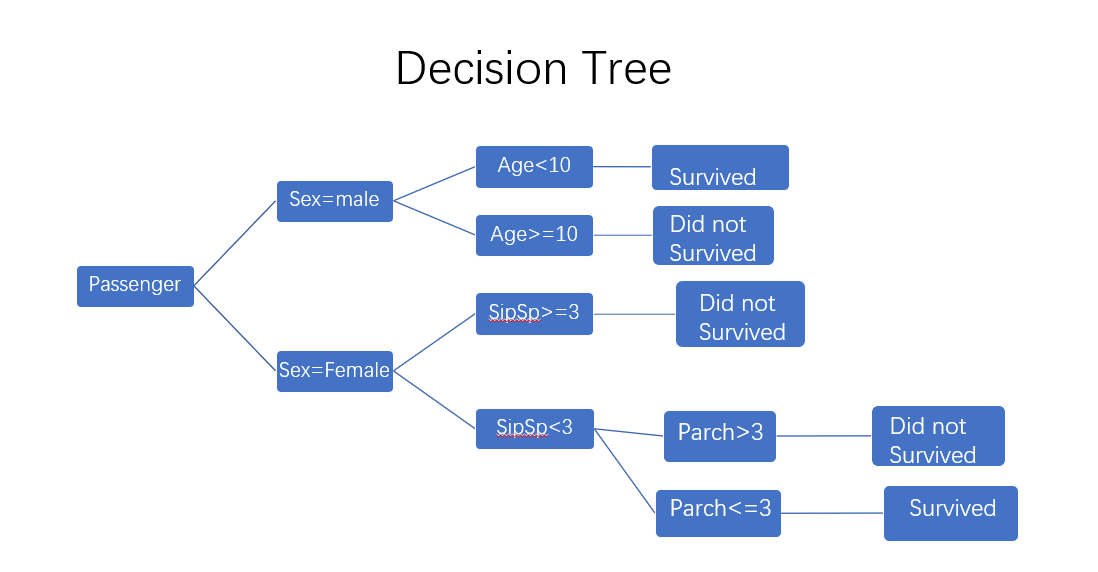 Decision Tree
Passenger
Sex=male
Age<10
Survived
Age>=10
Did not
Survived
Sex=Female
SipSp>=3
Did not
Survived
SipSp<3
Parch>3
Did not
Survived
Parch<=3
Survived